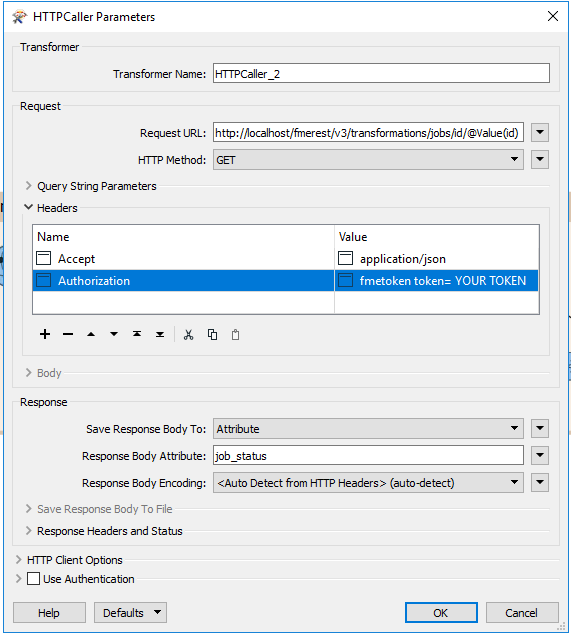 HTTPCaller Parameters
Transformer
Transformer Name: HTTPCaller_2
Request
Request URL: http://localhost/fmerest/v3/transformations/jobs/id/@Value(id)
HTTP Method: GET
Query String Parameters
Headers
Name Value
Accept application/json
Authorization fmetoken token= YOUR TOKEN
Body
Response
Save Response Body To: Attribute
Response Body Attribute: job_status
Response Body Encoding: <Auto Detect from HTTP Headers> (auto-detect)
Save Response Body To File
Response Headers and Status
HTTP Client Options
Use Authentication
Help Defaults OK Cancel